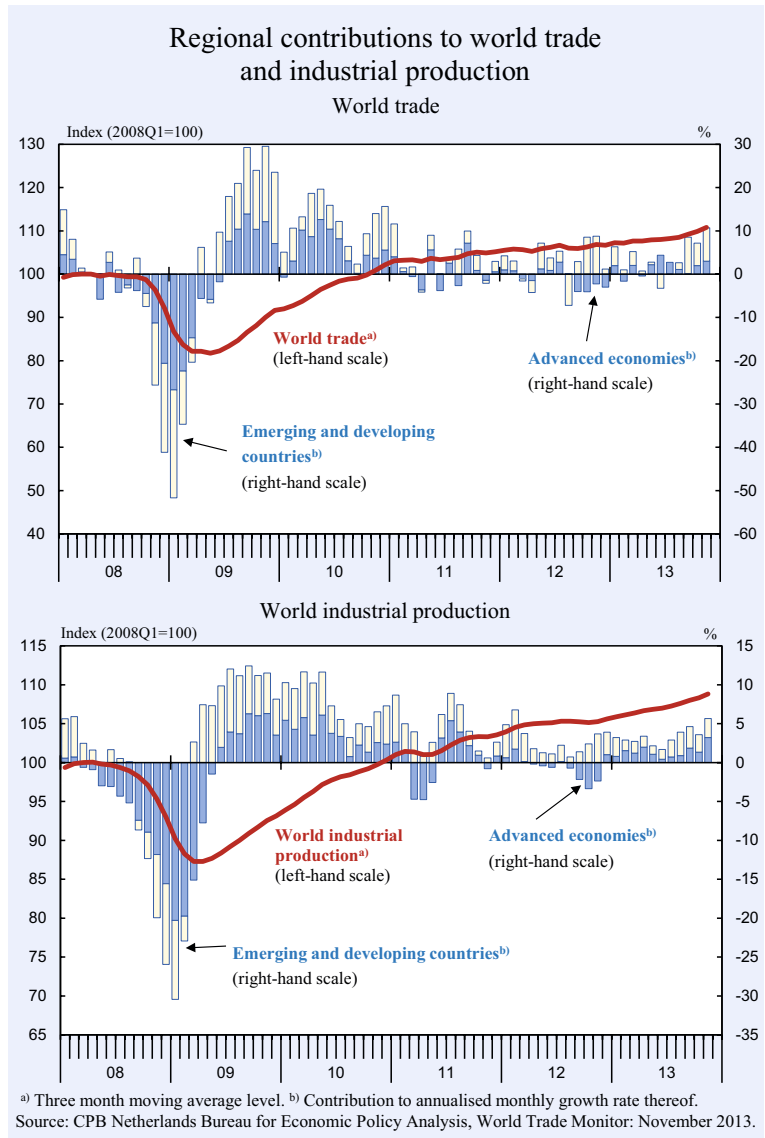 Regional contributions to world trade
and industrial production
World trade
Index (2008Q1=100) %
130 30
120 20
110 10
100 0
90 -10
80 -20
70 -30
60 -40
50 -50
40 -60
World trade a)
(left-hand scale)
Advanced economies b)
(right-hand scale)
Emerging and developing
countries b)
(right-hand scale)
08 09 10 11 12 13
World industrial production
Index (2008Q1=100) %
115 15
110 10
105 5
100 0
95 -5
90 -10
85 -15
80 -20
75 -25
70 -30
65 -35
World industrial
production a)
(left-hand scale)
Advanced economies b)
(right-hand scale)
Emerging and developing countries b)
(right-hand scale)
08 09 10 11 12 13
a) Three month moving average level. b) Contribution to annualised monthly growth rate thereof.
Source: CPB Netherlands Bureau for Economic Policy Analysis, World Trade Monitor: November 2013.